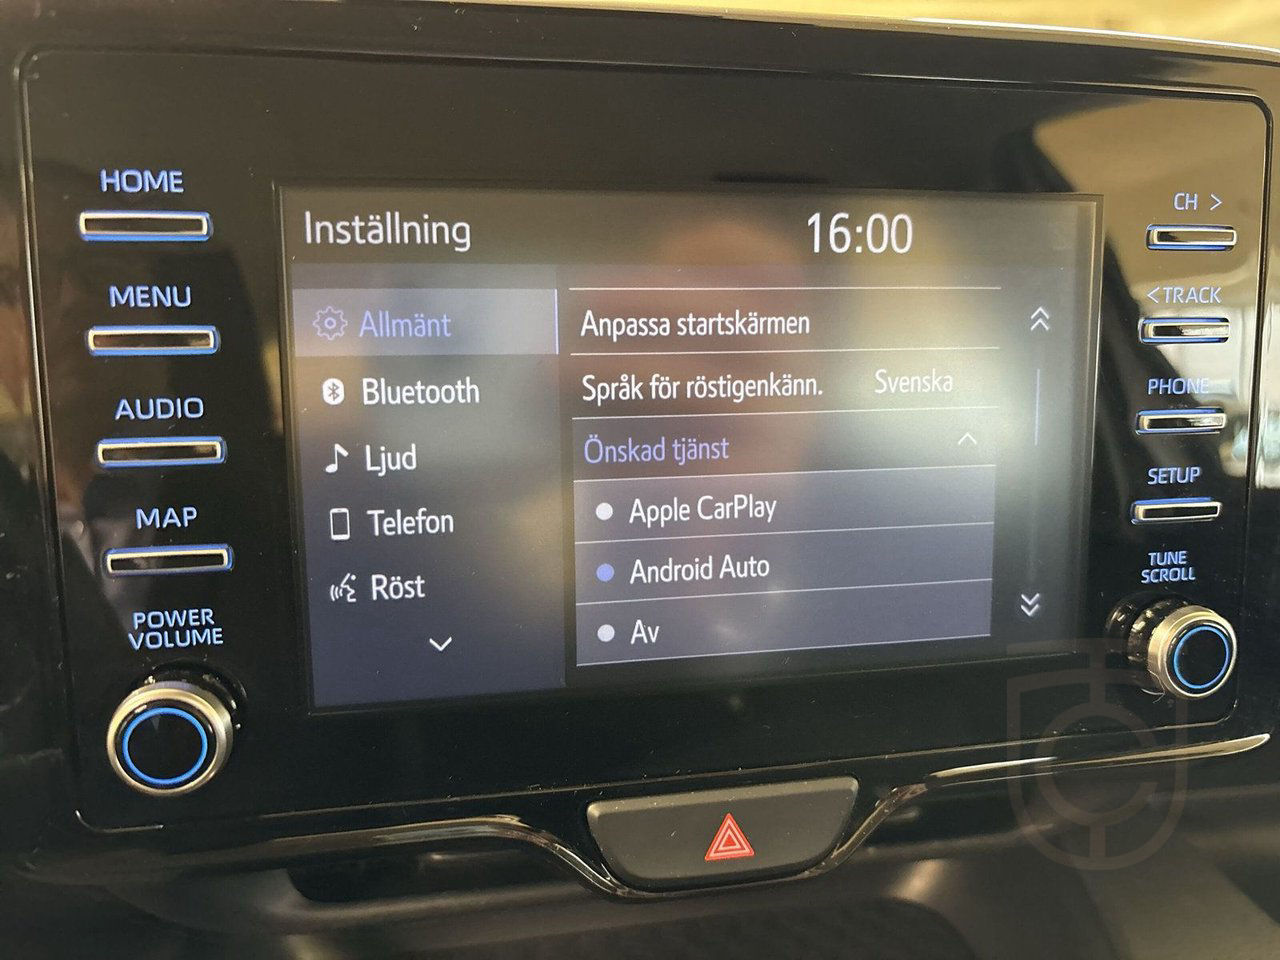 HOME
MENU
AUDIO
MAP
POWER
VOLUME
Inställning
16:00
Allmänt
Bluetooth
Ljud
Telefon
Röst
Anpassa startskärmen
Språk för röstigenkänn. Svenska
Önskad tjänst
Apple CarPlay
Android Auto
Av
CH >
<TRACK
PHONE
SETUP
TUNE
SCROLL